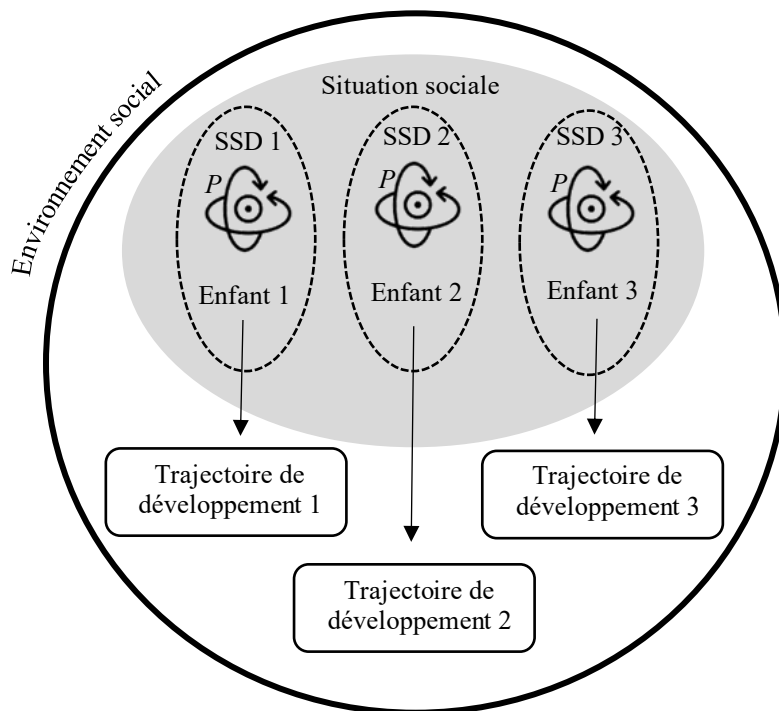 Environnement social
Situation sociale
SSD 1
SSD 2
SSD 3
P
P
P
Enfant 1
Enfant 2
Enfant 3
Trajectoire de
développement 1
Trajectoire de
développement 3
Trajectoire de
développement 2